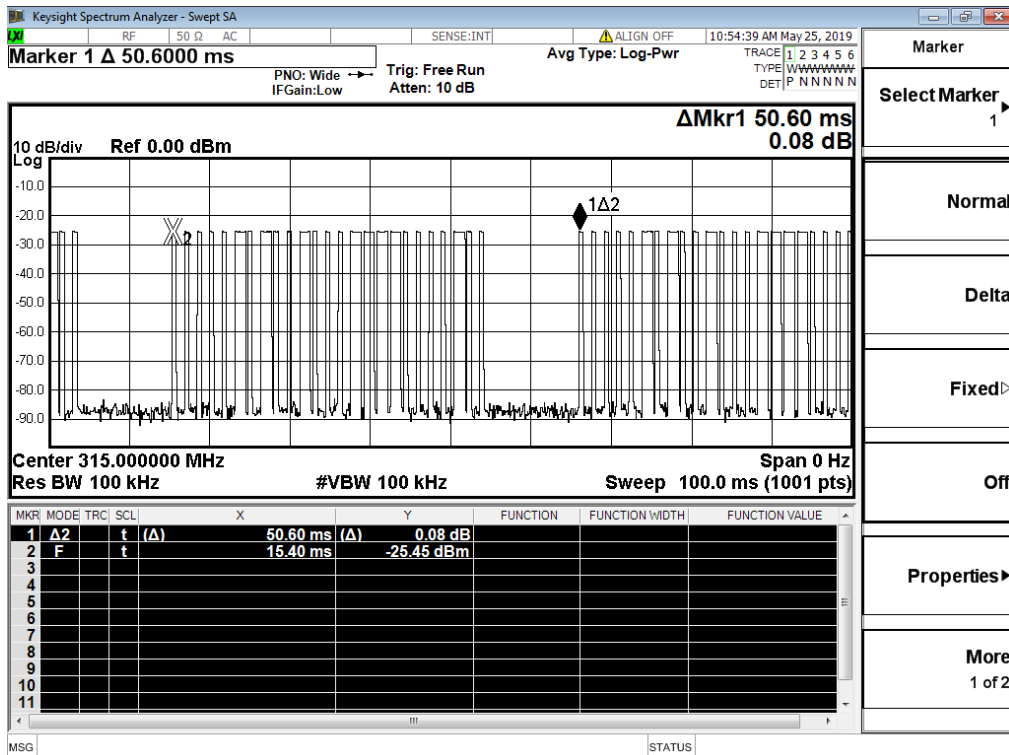 Keysight Spectrum Analyzer - Swept SA
LXI RF 50 Ω AC SENSE:INT ALIGN OFF 10:54:39 AM May 25, 2019
Marker 1 Δ 50.6000 ms
PNO: Wide
IFGain:Low
Trig: Free Run
Atten: 10 dB
Avg Type: Log-Pwr
TRACE 1 2 3 4 5 6
TYPE WWWWWW
DET P N N N N N
ΔMkr1 50.60 ms
0.08 dB
10 dB/div Ref 0.00 dBm
Log
-10.0
-20.0
-30.0
-40.0
-50.0
-60.0
-70.0
-80.0
-90.0
2
1Δ2
Center 315.000000 MHz Span 0 Hz
Res BW 100 kHz #VBW 100 kHz Sweep 100.0 ms (1001 pts)
MKR MODE TRC SCL X Y FUNCTION FUNCTION WIDTH FUNCTION VALUE
1 Δ2 t (Δ) 50.60 ms (Δ) 0.08 dB
2 F t 15.40 ms -25.45 dBm
3
4
5
6
7
8
9
10
11
MSG STATUS
Marker
Select Marker
1
Normal
Delta
Fixed
Off
Properties
More
1 of 2